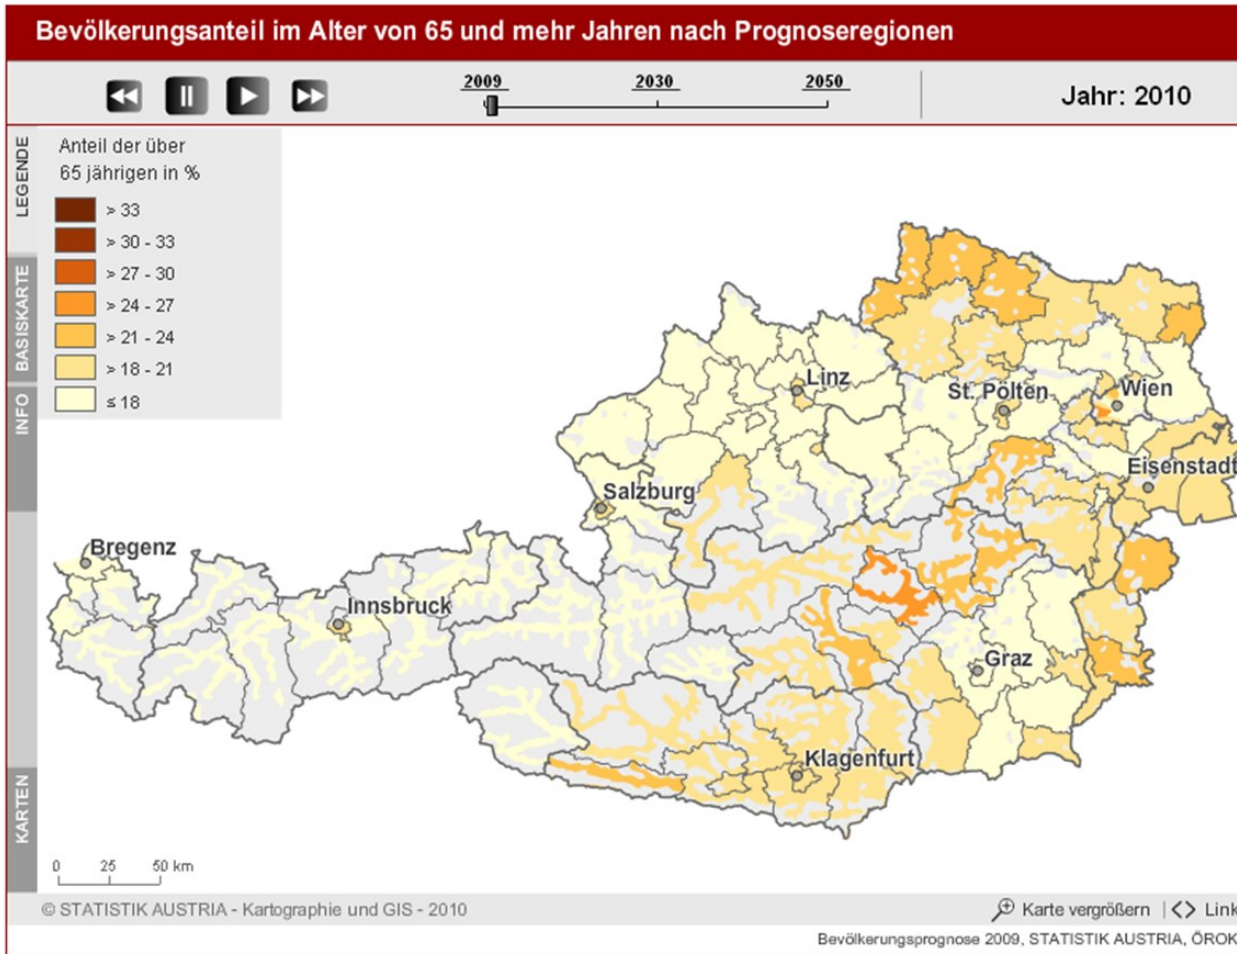 Bevölkerungsanteil im Alter von 65 und mehr Jahren nach Prognoseregionen
2009 2030 2050
Jahr: 2010
LEGENDE
BASISKARTE
INFO
KARTEN
Anteil der über
65 jährigen in %
> 33
> 30 - 33
> 27 - 30
> 24 - 27
> 21 - 24
> 18 - 21
≤ 18
Linz
St. Pölten
Wien
Eisenstadt
Salzburg
Bregenz
Innsbruck
Graz
Klagenfurt
0 25 50 km
© STATISTIK AUSTRIA - Kartographie und GIS - 2010
Karte vergrößern | <> Link
Bevölkerungsprognose 2009, STATISTIK AUSTRIA, ÖROK